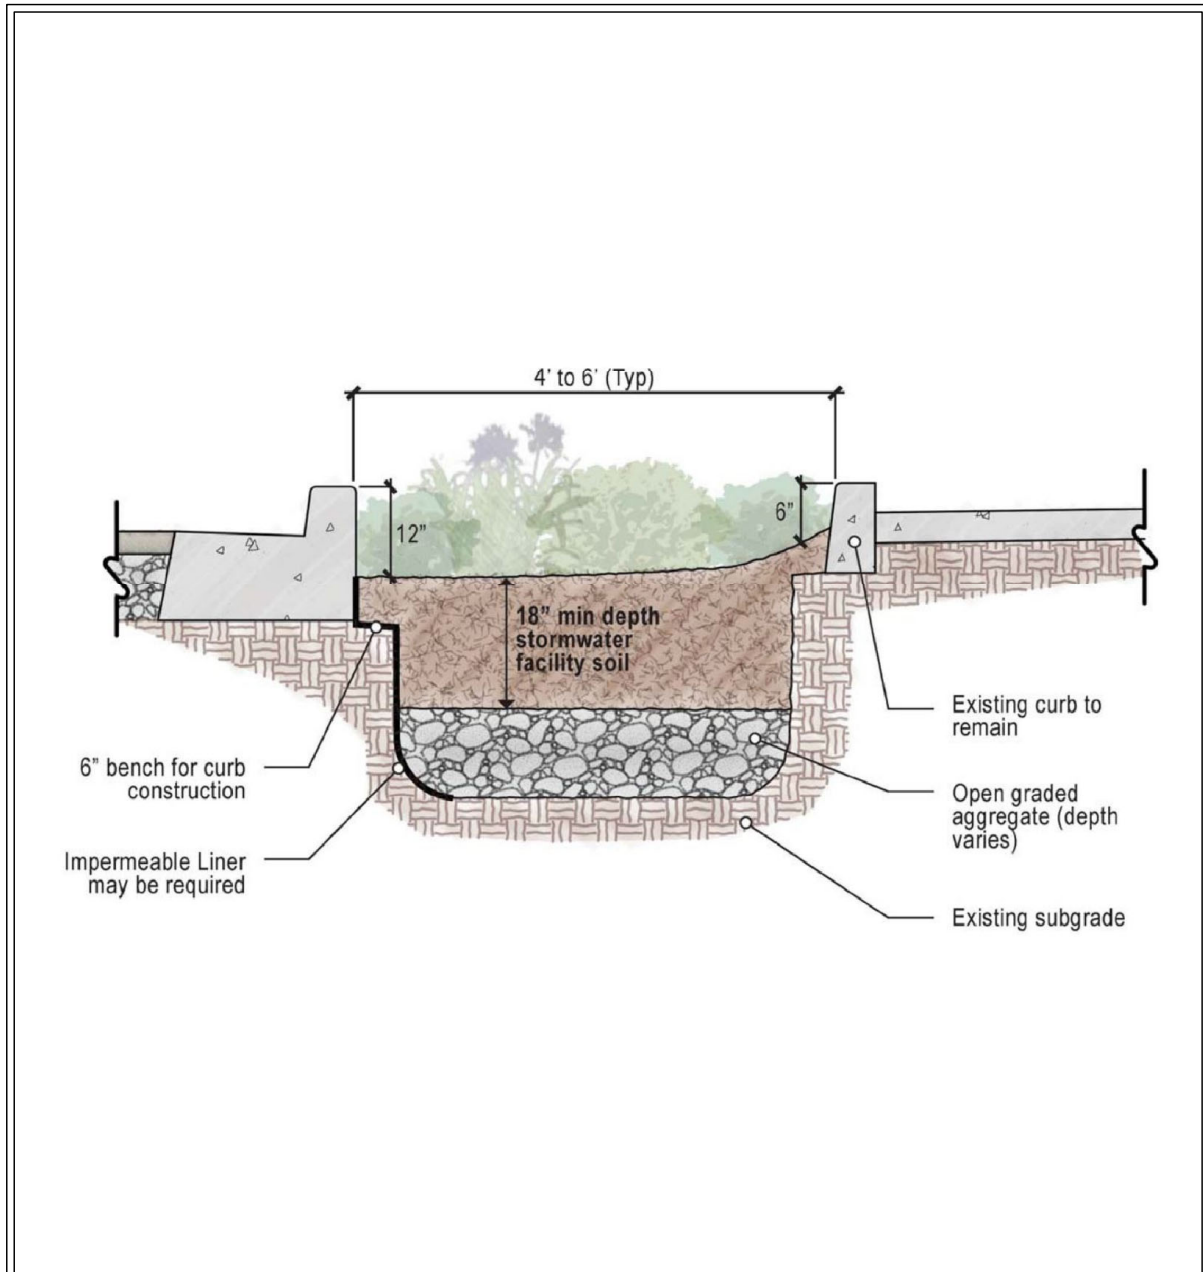 4' to 6' (Typ)
12"
6"
18" min depth
stormwater
facility soil
6" bench for curb
construction
Impermeable Liner
may be required
Existing curb to
remain
Open graded
aggregate (depth
varies)
Existing subgrade